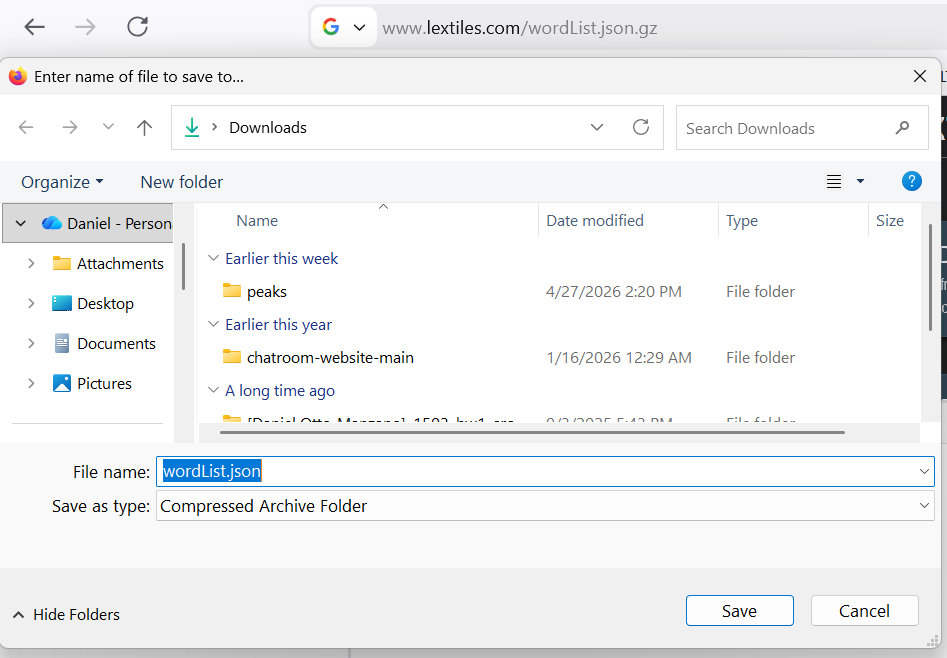 www.lextiles.com/wordList.json.gz
Enter name of file to save to...
Downloads
Search Downloads
Organize
New folder
Daniel - Person
Attachments
Desktop
Documents
Pictures
Name Date modified Type Size
Earlier this week
peaks 4/27/2026 2:20 PM File folder
Earlier this year
chatroom-website-main 1/16/2026 12:29 AM File folder
A long time ago
File name: wordList.json
Save as type: Compressed Archive Folder
Hide Folders
Save
Cancel